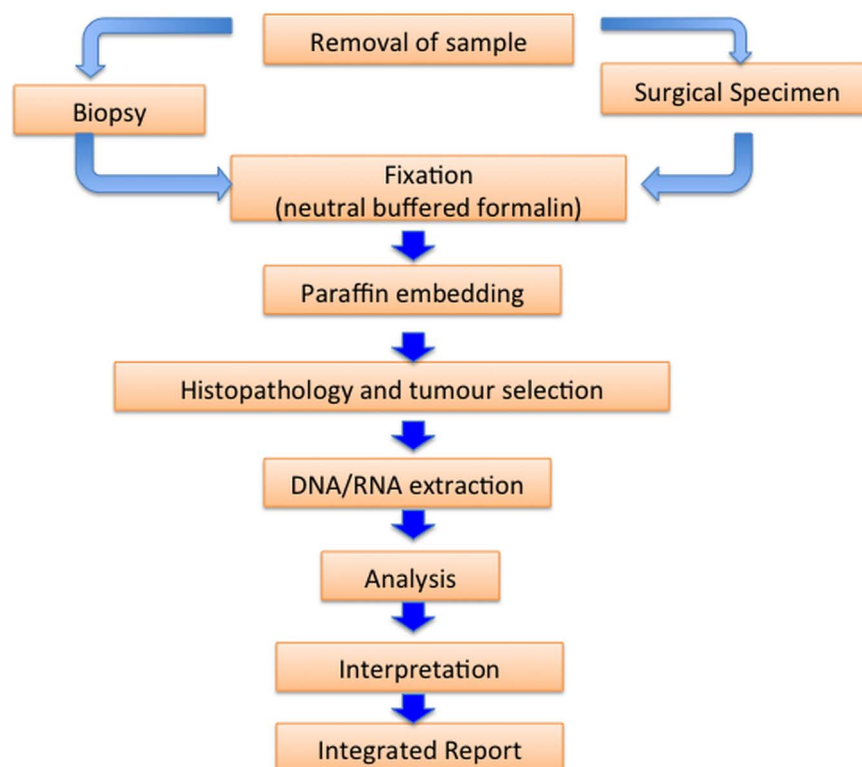 Removal of sample
Biopsy
Surgical Specimen
Fixation
(neutral buffered formalin)
Paraffin embedding
Histopathology and tumour selection
DNA/RNA extraction
Analysis
Interpretation
Integrated Report